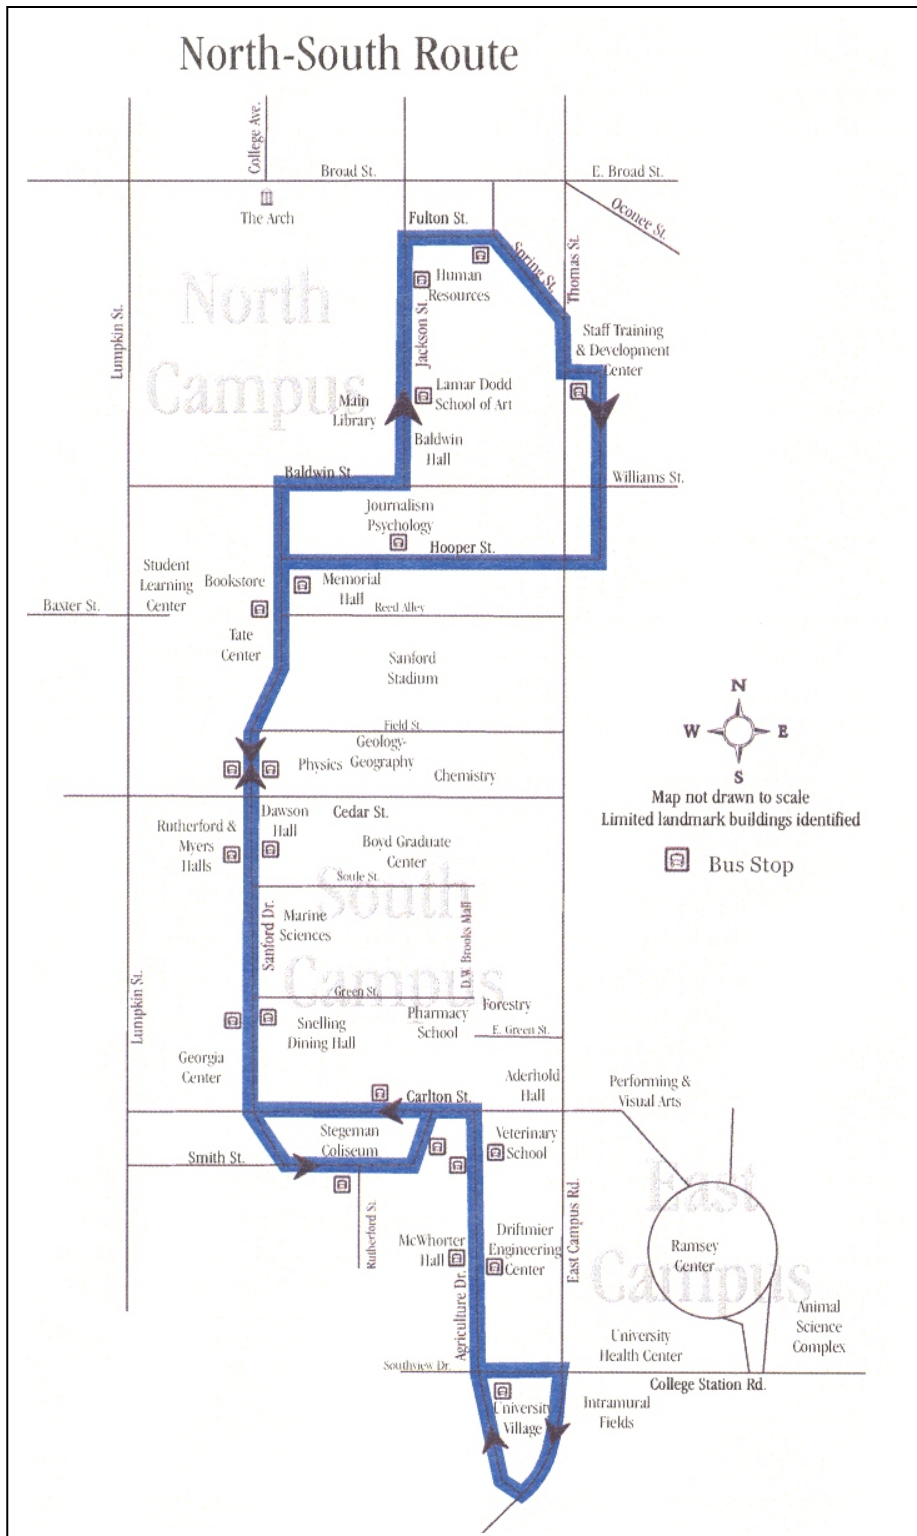 North-South Route
College Ave.
Broad St.
E. Broad St.
The Arch
Oconee St.
Fulton St.
Spring St.
Thomas St.
North
Campus
Human
Resources
Lumpkin St.
Jackson St.
Staff Training
& Development
Center
Main
Library
Lamar Dodd
School of Art
Baldwin
Hall
Baldwin St.
Williams St.
Journalism
Psychology
Hooper St.
Student
Learning
Center
Bookstore
Memorial
Hall
Baxter St.
Reed Alley
Tate
Center
Sanford
Stadium
N
W
E
S
Field St.
Geology-
Geography
Physics
Chemistry
Map not drawn to scale
Limited landmark buildings identified
Bus Stop
Dawson
Hall
Cedar St.
Rutherford &
Myers
Halls
Boyd Graduate
Center
Soule St.
South
Campus
Sanford Dr.
Marine
Sciences
D.W. Brooks Mall
Lumpkin St.
Green St.
Forestry
Pharmacy
School
E. Green St.
Snelling
Dining Hall
Georgia
Center
Aderhold
Hall
Performing &
Visual Arts
Carlton St.
Stegeman
Coliseum
Veterinary
School
Smith St.
East
Campus
Rutherford St.
East Campus Rd.
McWhorter
Hall
Driftmier
Engineering
Center
Ramsey
Center
Agriculture Dr.
Animal
Science
Complex
University
Health Center
Southview Dr.
College Station Rd.
University
Village
Intramural
Fields